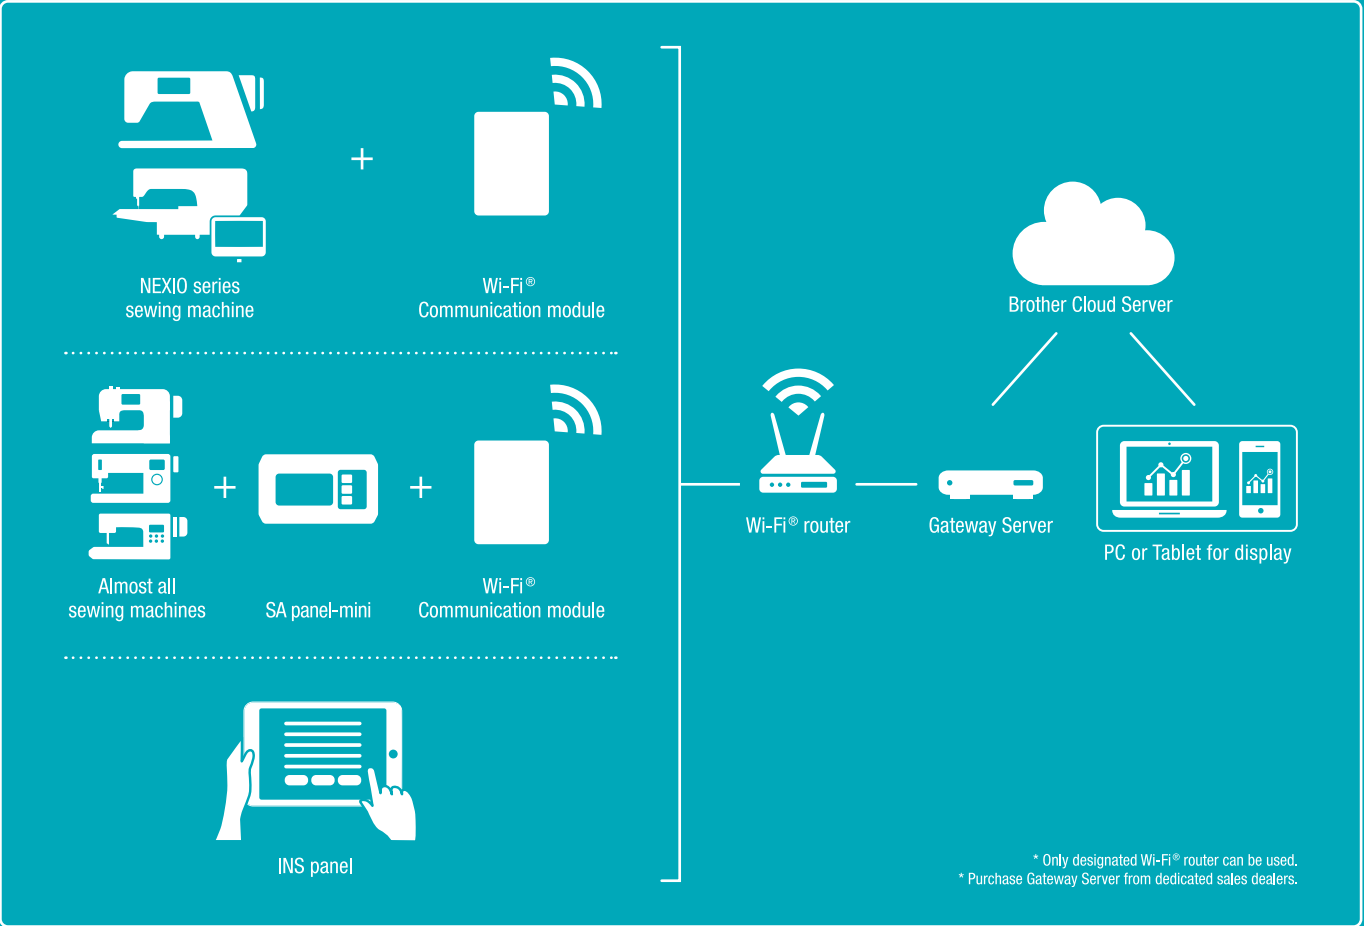 NEXIO series
sewing machine
+
Wi-Fi®
Communication module
Almost all
sewing machines
+
SA panel-mini
+
Wi-Fi®
Communication module
INS panel
Wi-Fi® router
Gateway Server
Brother Cloud Server
PC or Tablet for display
* Only designated Wi-Fi® router can be used.
* Purchase Gateway Server from dedicated sales dealers.